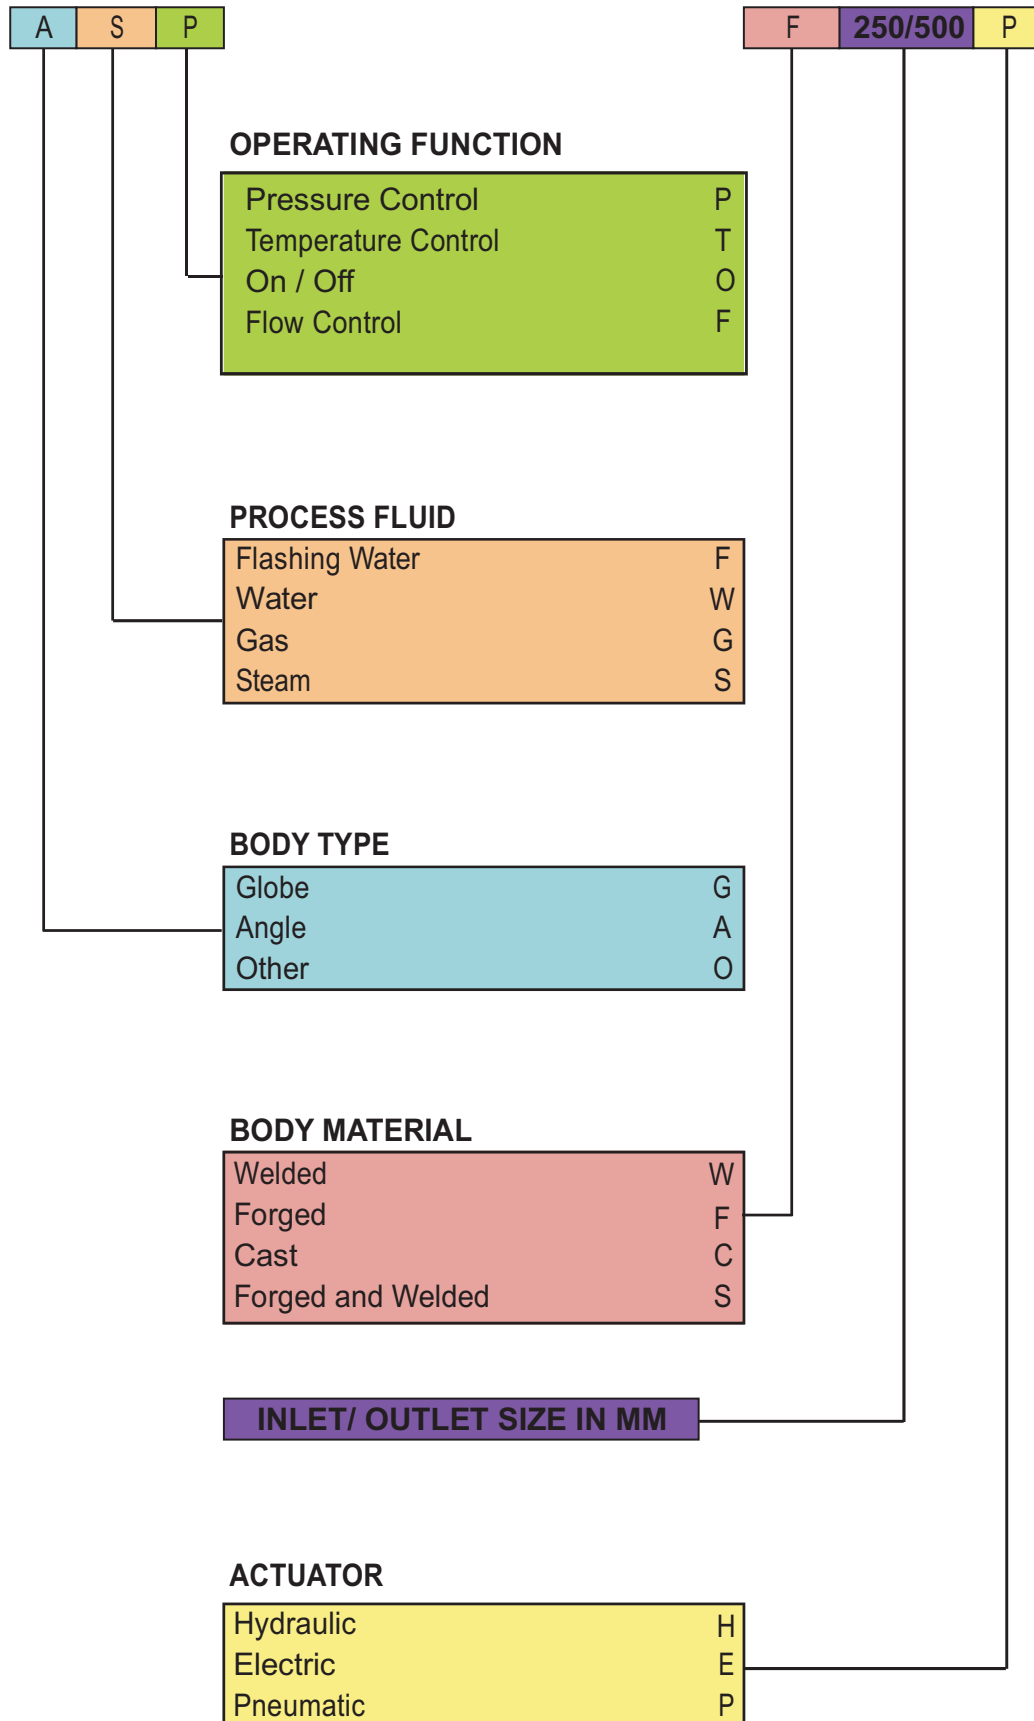 A S P F 250/500 P
OPERATING FUNCTION
Pressure Control P
Temperature Control T
On / Off O
Flow Control F
PROCESS FLUID
Flashing Water F
Water W
Gas G
Steam S
BODY TYPE
Globe G
Angle A
Other O
BODY MATERIAL
Welded W
Forged F
Cast C
Forged and Welded S
INLET/ OUTLET SIZE IN MM
ACTUATOR
Hydraulic H
Electric E
Pneumatic P